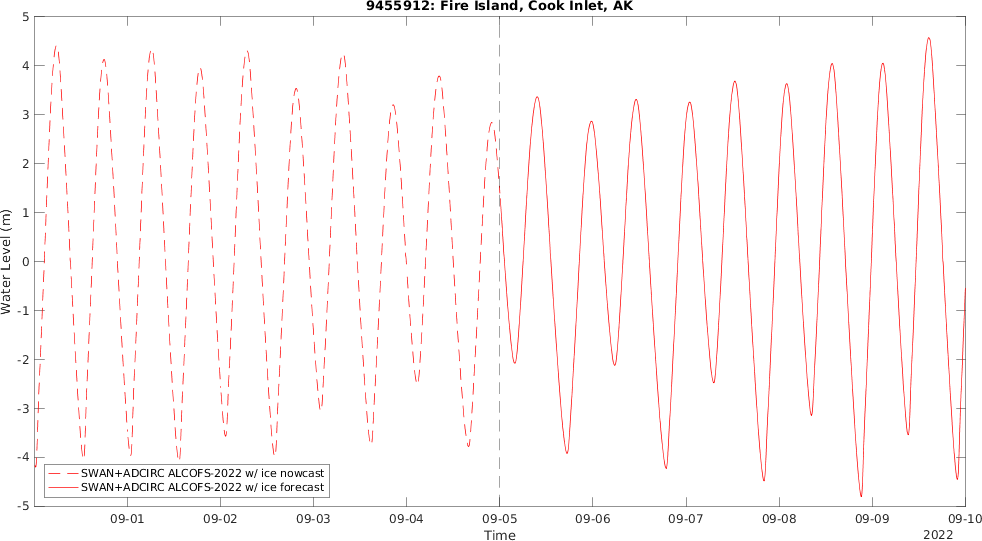 9455912: Fire Island, Cook Inlet, AK
5
4
3
2
1
0
-1
-2
-3
-4
-5
Water Level (m)
SWAN+ADCIRC ALCOFS-2022 w/ ice nowcast
SWAN+ADCIRC ALCOFS-2022 w/ ice forecast
09-01 09-02 09-03 09-04 09-05 09-06 09-07 09-08 09-09 09-10
Time
2022